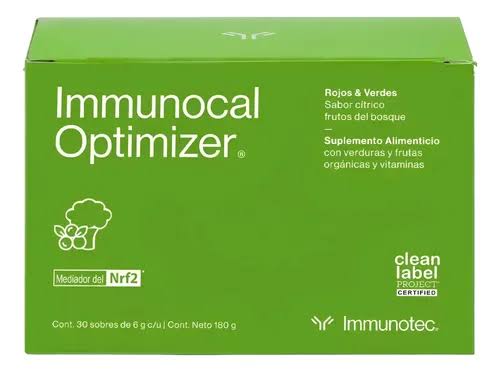 Immunocal
Optimizer®
Rojos & Verdes
Sabor cítrico
frutos del bosque
Suplemento Alimenticio
con verduras y frutas
orgánicas y vitaminas
Mediador del Nrf2*
clean
label
PROJECT®
CERTIFIED
Cont. 30 sobres de 6 g c/u | Cont. Neto 180 g
Immunotec®